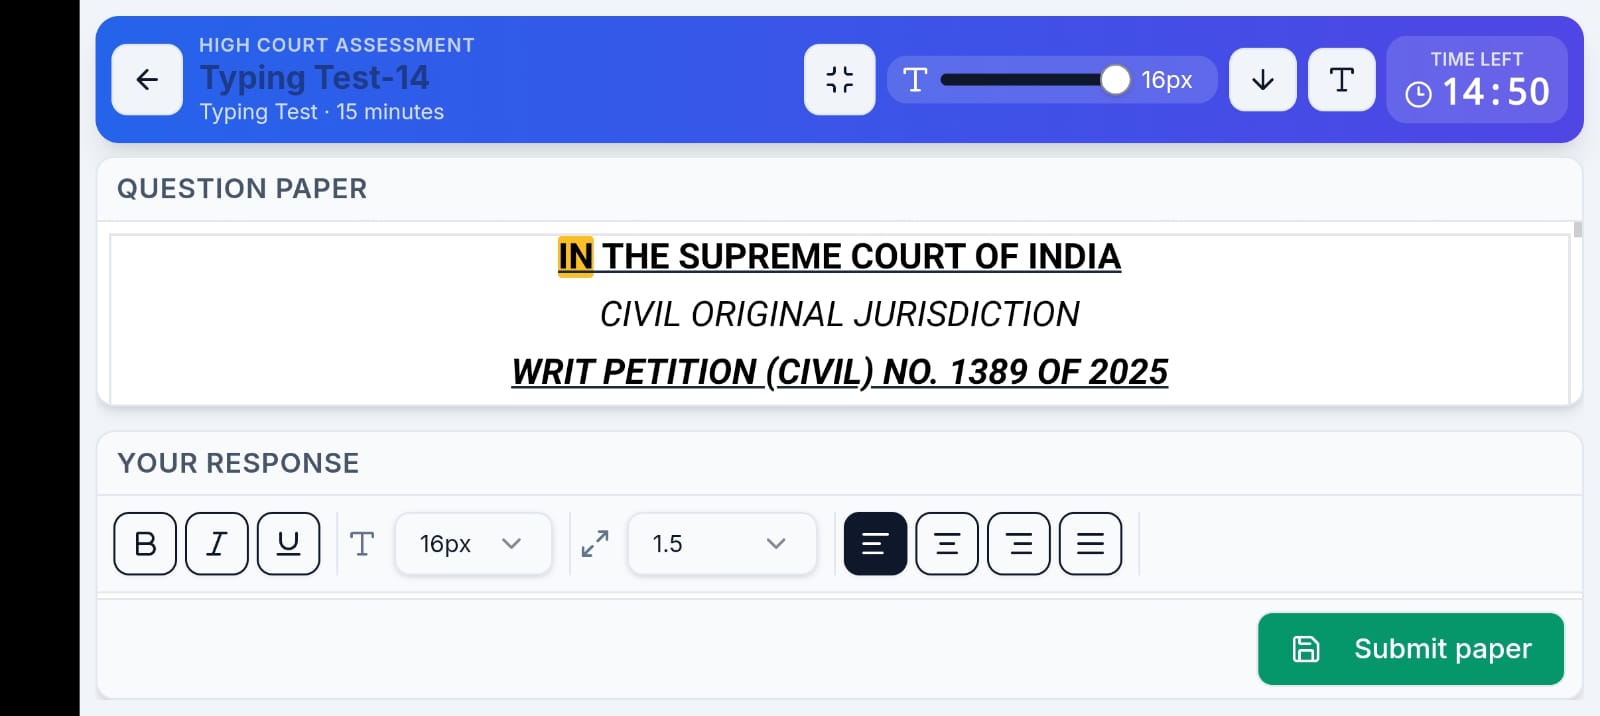 HIGH COURT ASSESSMENT
Typing Test-14
Typing Test · 15 minutes
T 16px
T
TIME LEFT
14:50
QUESTION PAPER
IN THE SUPREME COURT OF INDIA
CIVIL ORIGINAL JURISDICTION
WRIT PETITION (CIVIL) NO. 1389 OF 2025
YOUR RESPONSE
B I U T 16px 1.5
Submit paper